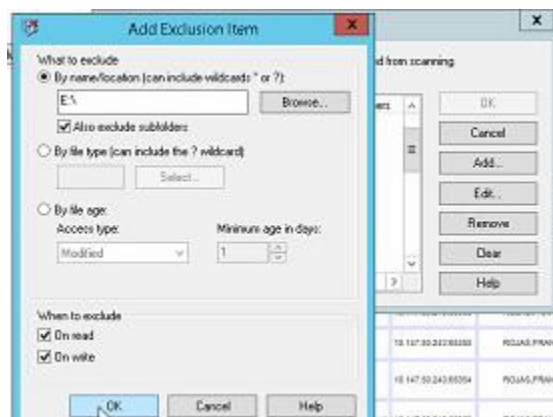 Add Exclusion Item
x
x
What to exclude
By name/location (can include wildcards * or ?):
E:\
Browse...
Also exclude subfolders
By file type (can include the ? wildcard)
Select...
By file age:
Access type:
Minimum age in days:
Modified
1
When to exclude
On read
On write
OK
Cancel
Help
d from scanning.
ers
OK
Cancel
Add...
Edit...
Remove
Clear
Help